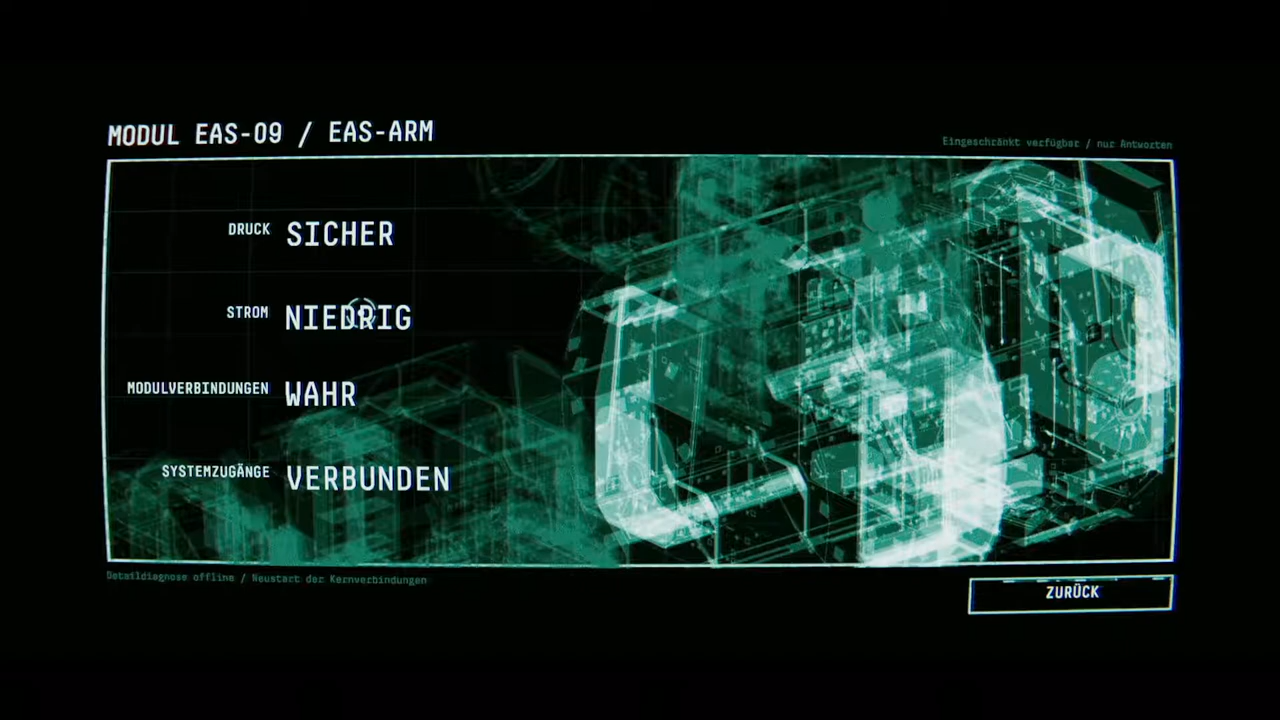 MODUL EAS-09 / EAS-ARM
Eingeschränkt verfügbar / nur Antworten
DRUCK SICHER
STROM NIEDRIG
MODULVERBINDUNGEN WAHR
SYSTEMZUGÄNGE VERBUNDEN
Detaildiagnose offline / Neustart der Kernverbindungen
ZURÜCK